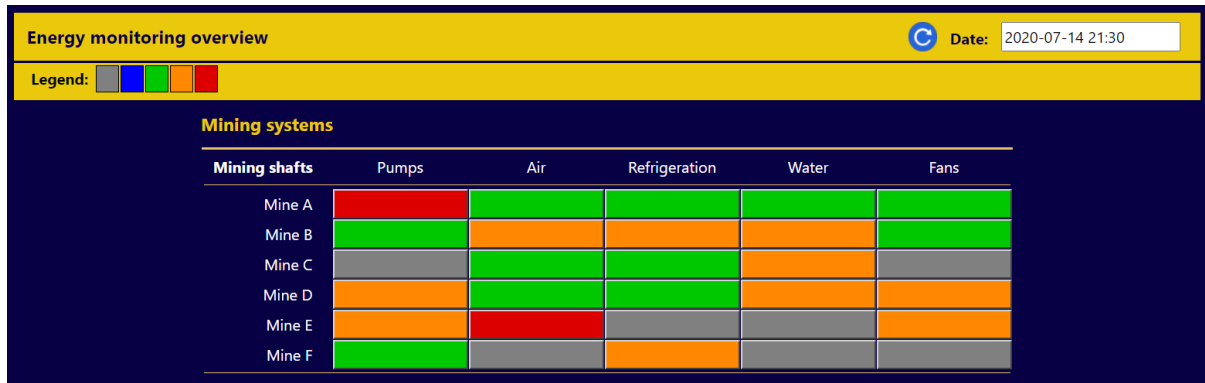 Energy monitoring overview
Date: 2020-07-14 21:30
Legend:
Mining systems
Mining shafts Pumps Air Refrigeration Water Fans
Mine A
Mine B
Mine C
Mine D
Mine E
Mine F